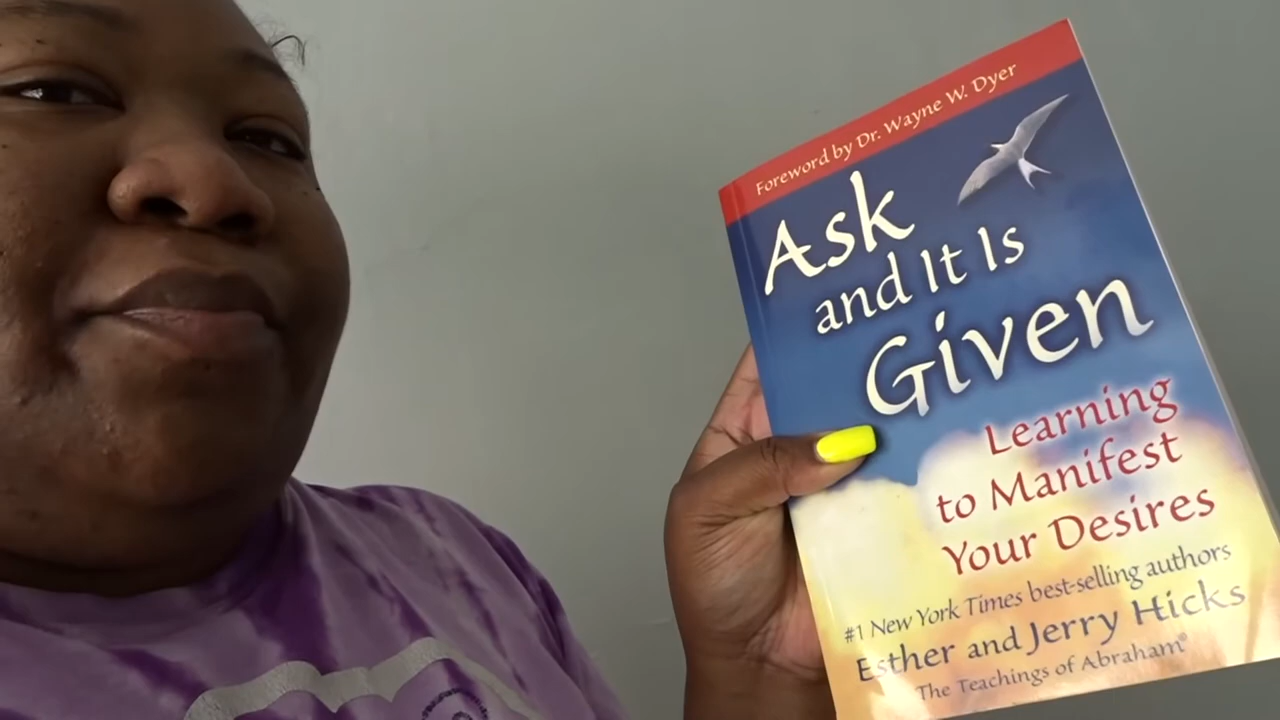 Foreword by Dr. Wayne W. Dyer
Ask
and It Is
Given
Learning
to Manifest
Your Desires
#1 New York Times best-selling authors
Esther and Jerry Hicks
The Teachings of Abraham®